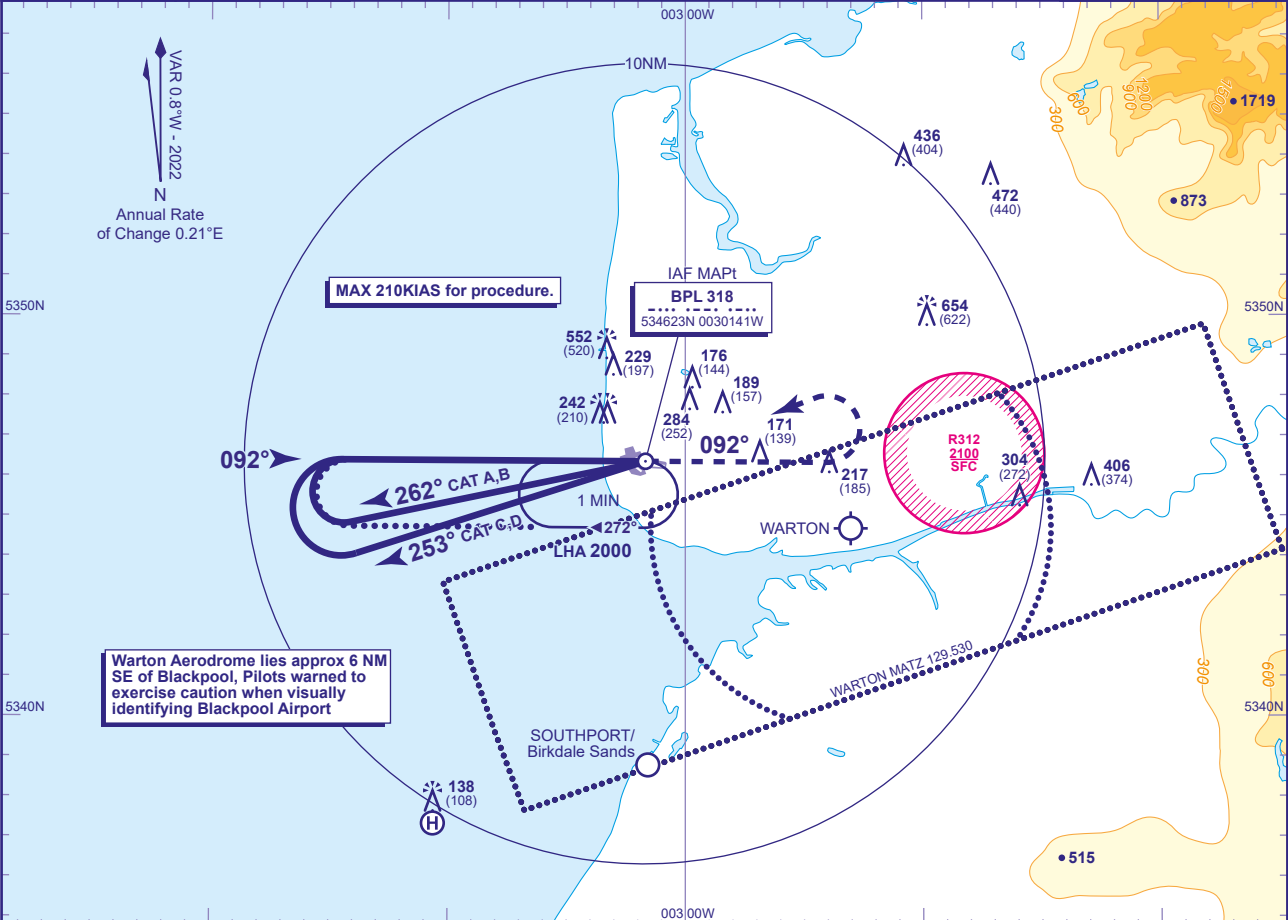 003 00W
10NM
VAR 0.8°W - 2022
N
Annual Rate
of Change 0.21°E
1719
1500
1200
900
600
300
873
436
(404)
472
(440)
IAF MAPt
BPL 318
534623N 0030141W
MAX 210KIAS for procedure.
5350N
5350N
654
(622)
552
(520)
229
(197)
176
(144)
189
(157)
242
(210)
284
(252)
171
(139)
092°
217
(185)
R312
2100
SFC
304
(272)
406
(374)
092°
262° CAT A,B
253° CAT C,D
1 MIN
272°
LHA 2000
WARTON
WARTON MATZ 129.530
Warton Aerodrome lies approx 6 NM
SE of Blackpool, Pilots warned to
exercise caution when visually
identifying Blackpool Airport
300
600
5340N
5340N
SOUTHPORT/
Birkdale Sands
138
(108)
H
515
003 00W